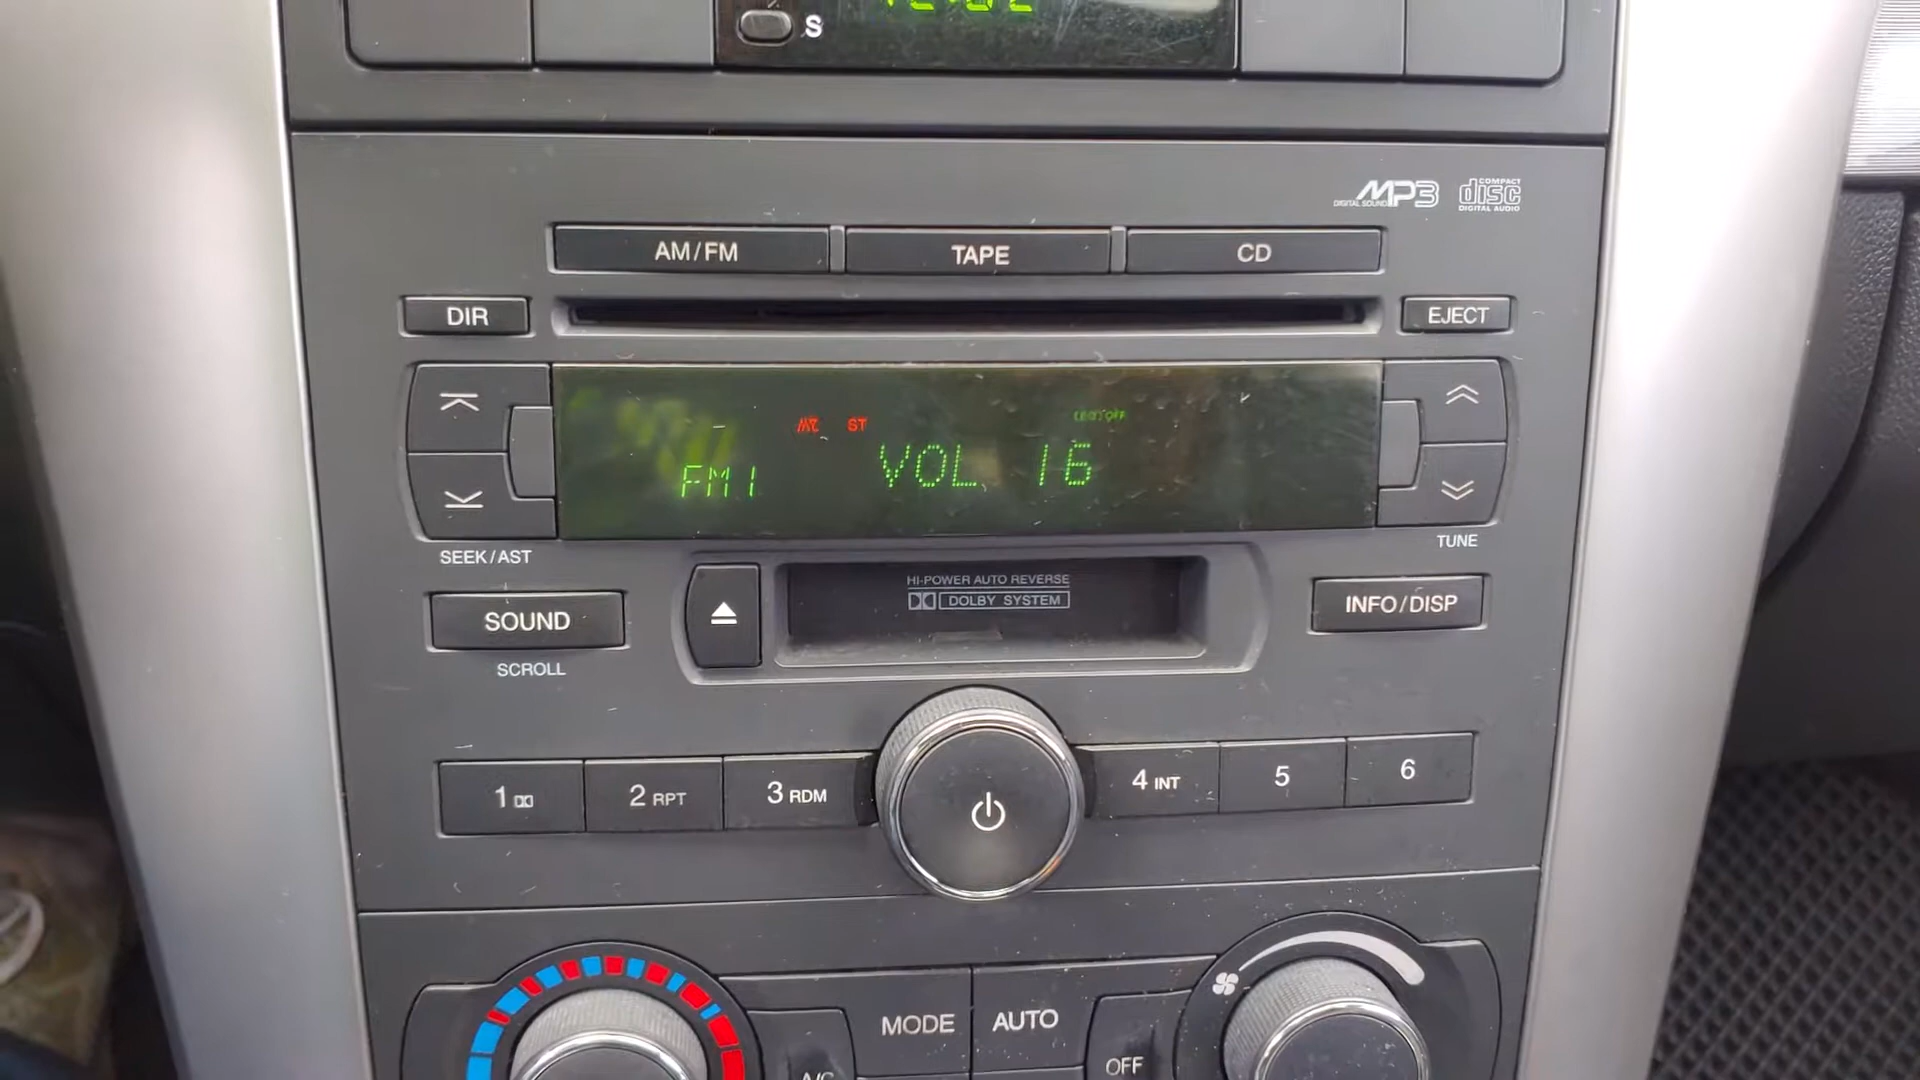 S
MP3
DIGITAL SOUND
COMPACT
disc
DIGITAL AUDIO
AM/FM
TAPE
CD
DIR
EJECT
ST
FM1
VOL 16
SEEK/AST
TUNE
HI-POWER AUTO REVERSE
DOLBY SYSTEM
SOUND
INFO/DISP
SCROLL
1
2 RPT
3 RDM
4 INT
5
6
MODE
AUTO
OFF
A/C